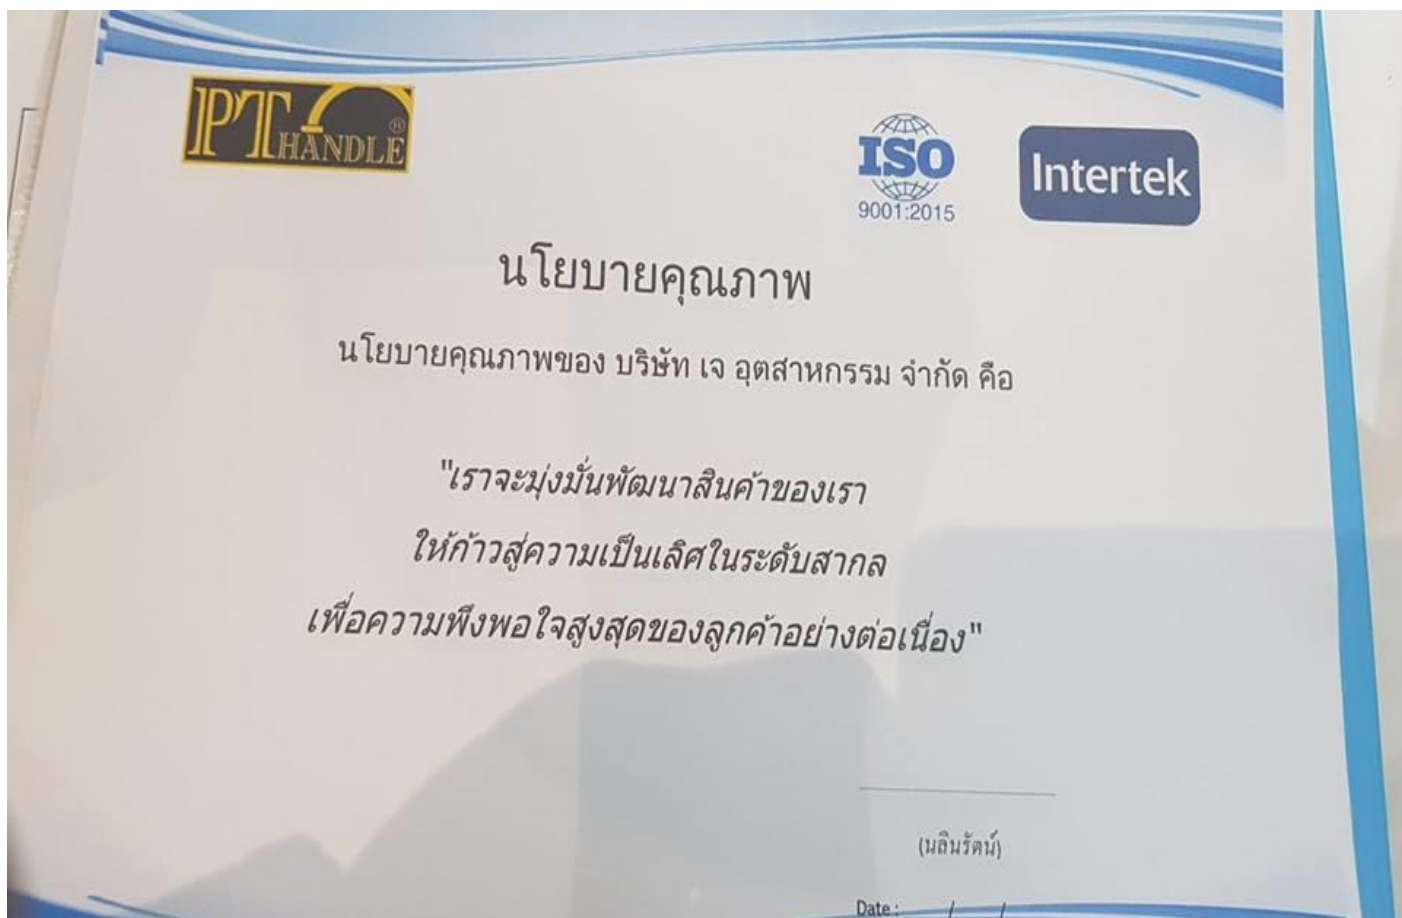 PT HANDLE ®
ISO
9001:2015
Intertek
นโยบายคุณภาพ
นโยบายคุณภาพของ บริษัท เจ อุตสาหกรรม จำกัด คือ
"เราจะมุ่งมั่นพัฒนาสินค้าของเรา
ให้ก้าวสู่ความเป็นเลิศในระดับสากล
เพื่อความพึงพอใจสูงสุดของลูกค้าอย่างต่อเนื่อง"
(นลินรัตน์)
Date : / /